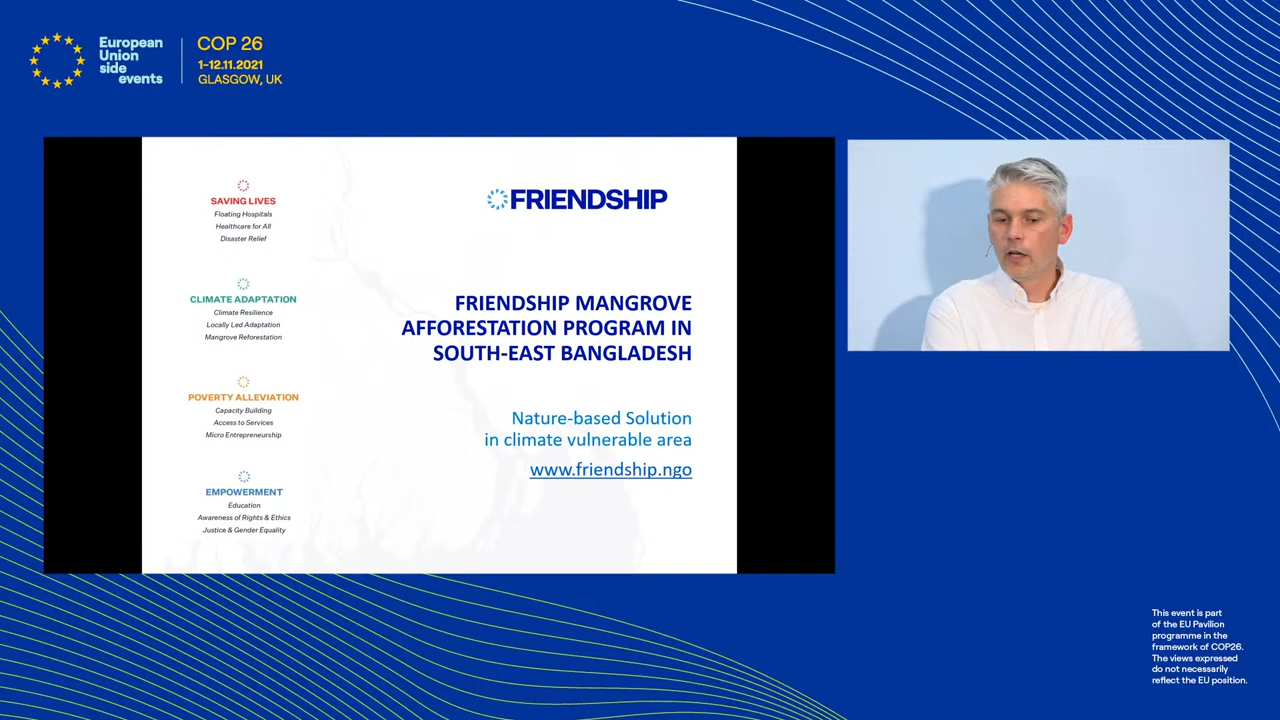 European
Union
side
events
COP 26
1-12.11.2021
GLASGOW, UK
SAVING LIVES
Floating Hospitals
Healthcare for All
Disaster Relief
CLIMATE ADAPTATION
Climate Resilience
Locally Led Adaptation
Mangrove Reforestation
POVERTY ALLEVIATION
Capacity Building
Access to Services
Micro Entrepreneurship
EMPOWERMENT
Education
Awareness of Rights & Ethics
Justice & Gender Equality
FRIENDSHIP
FRIENDSHIP MANGROVE
AFFORESTATION PROGRAM IN
SOUTH-EAST BANGLADESH
Nature-based Solution
in climate vulnerable area
www.friendship.ngo
This event is part
of the EU Pavilion
programme in the
framework of COP26.
The views expressed
do not necessarily
reflect the EU position.